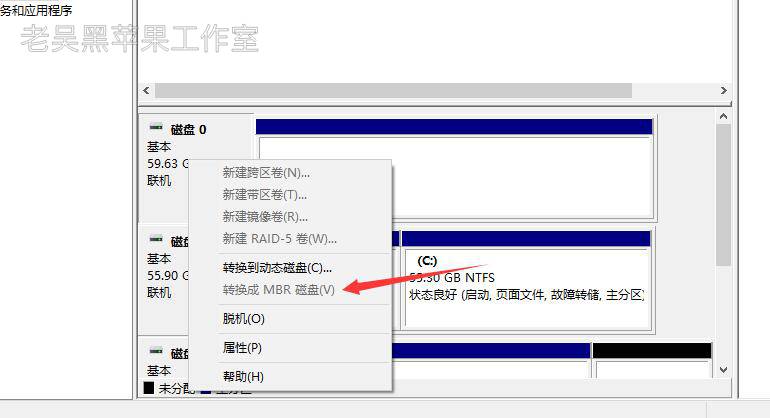 务和应用程序
老吴黑苹果工作室
磁盘 0
基本
59.63 G
联机
新建跨区卷(N)...
新建带区卷(T)...
新建镜像卷(R)...
新建 RAID-5 卷(W)...
转换到动态磁盘(C)...
转换成 MBR 磁盘(V)
脱机(O)
属性(P)
帮助(H)
磁盘
55.90 G
联机
(C:)
55.30 GB NTFS
状态良好 (启动, 页面文件, 故障转储, 主分区)
磁盘
基本
未分配